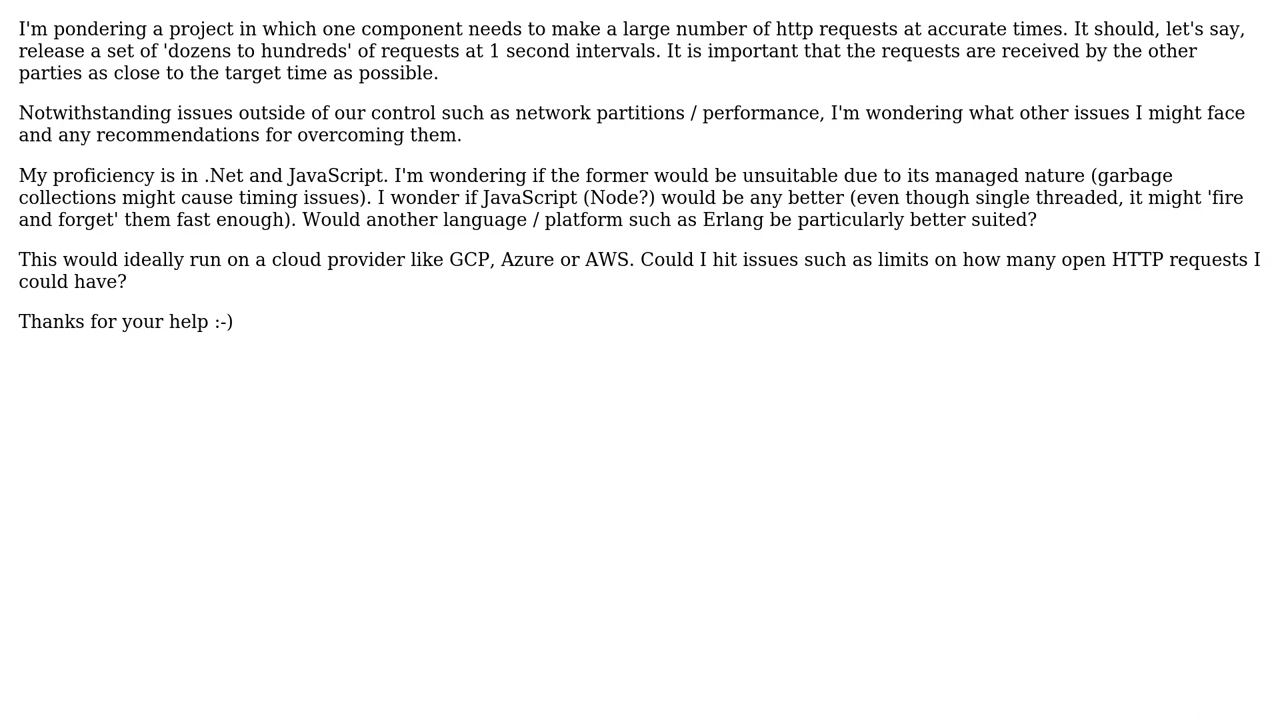 I'm pondering a project in which one component needs to make a large number of http requests at accurate times. It should, let's say,
release a set of 'dozens to hundreds' of requests at 1 second intervals. It is important that the requests are received by the other
parties as close to the target time as possible.
Notwithstanding issues outside of our control such as network partitions / performance, I'm wondering what other issues I might face
and any recommendations for overcoming them.
My proficiency is in .Net and JavaScript. I'm wondering if the former would be unsuitable due to its managed nature (garbage
collections might cause timing issues). I wonder if JavaScript (Node?) would be any better (even though single threaded, it might 'fire
and forget' them fast enough). Would another language / platform such as Erlang be particularly better suited?
This would ideally run on a cloud provider like GCP, Azure or AWS. Could I hit issues such as limits on how many open HTTP requests I
could have?
Thanks for your help :-)